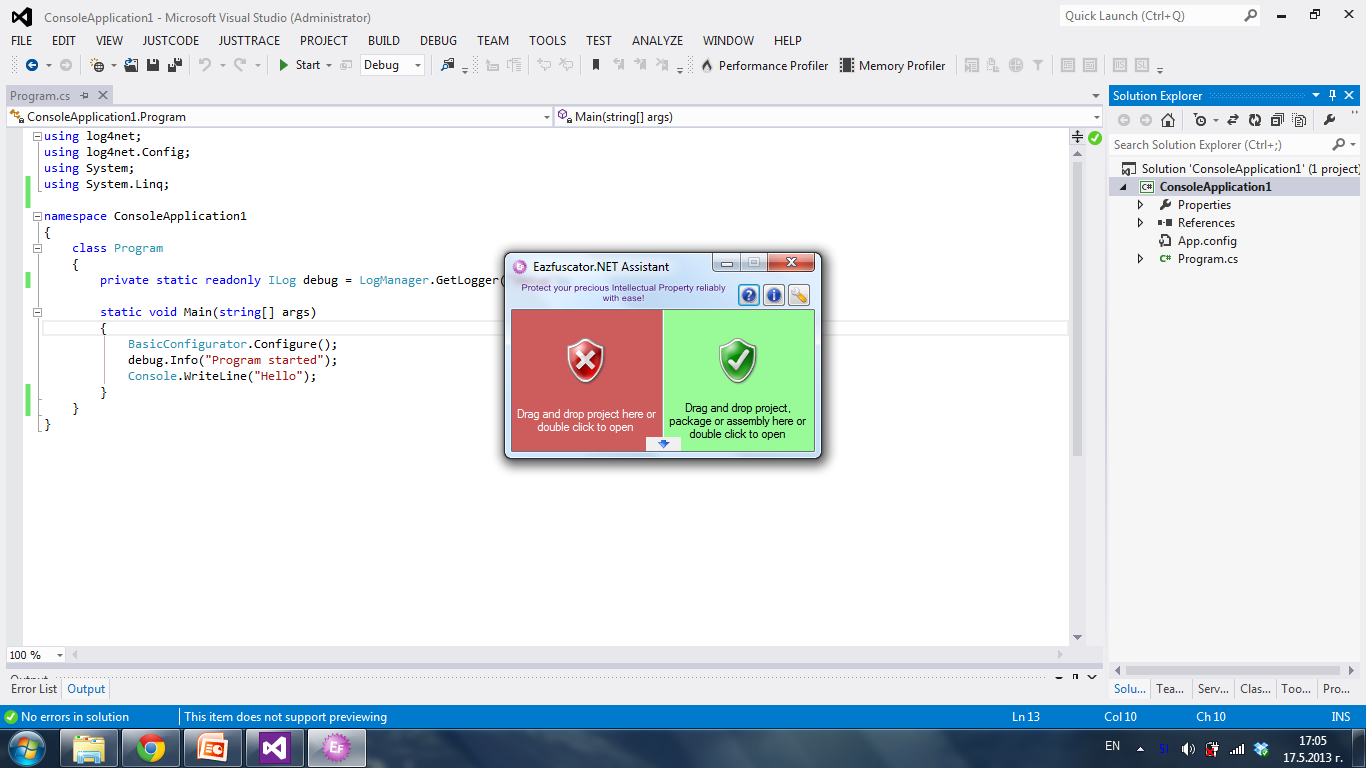 ConsoleApplication1 - Microsoft Visual Studio (Administrator)
Quick Launch (Ctrl+Q)
FILE EDIT VIEW JUSTCODE JUSTTRACE PROJECT BUILD DEBUG TEAM TOOLS TEST ANALYZE WINDOW HELP
Start Debug Performance Profiler Memory Profiler
Program.cs
ConsoleApplication1.Program
Main(string[] args)
using log4net;
using log4net.Config;
using System;
using System.Linq;
namespace ConsoleApplication1
{
class Program
{
private static readonly ILog debug = LogManager.GetLogger(
static void Main(string[] args)
{
BasicConfigurator.Configure();
debug.Info("Program started");
Console.WriteLine("Hello");
}
}
}
100 %
Eazfuscator.NET Assistant
Protect your precious Intellectual Property reliably
with ease!
Drag and drop project here or
double click to open
Drag and drop project,
package or assembly here or
double click to open
Solution Explorer
Search Solution Explorer (Ctrl+;)
Solution 'ConsoleApplication1' (1 project)
C# ConsoleApplication1
Properties
References
App.config
C# Program.cs
Output
Error List Output
Solu... Tea... Serv... Clas... Too... Pro...
No errors in solution This item does not support previewing Ln 13 Col 10 Ch 10 INS
Ef
EN
17:05
17.5.2013 г.